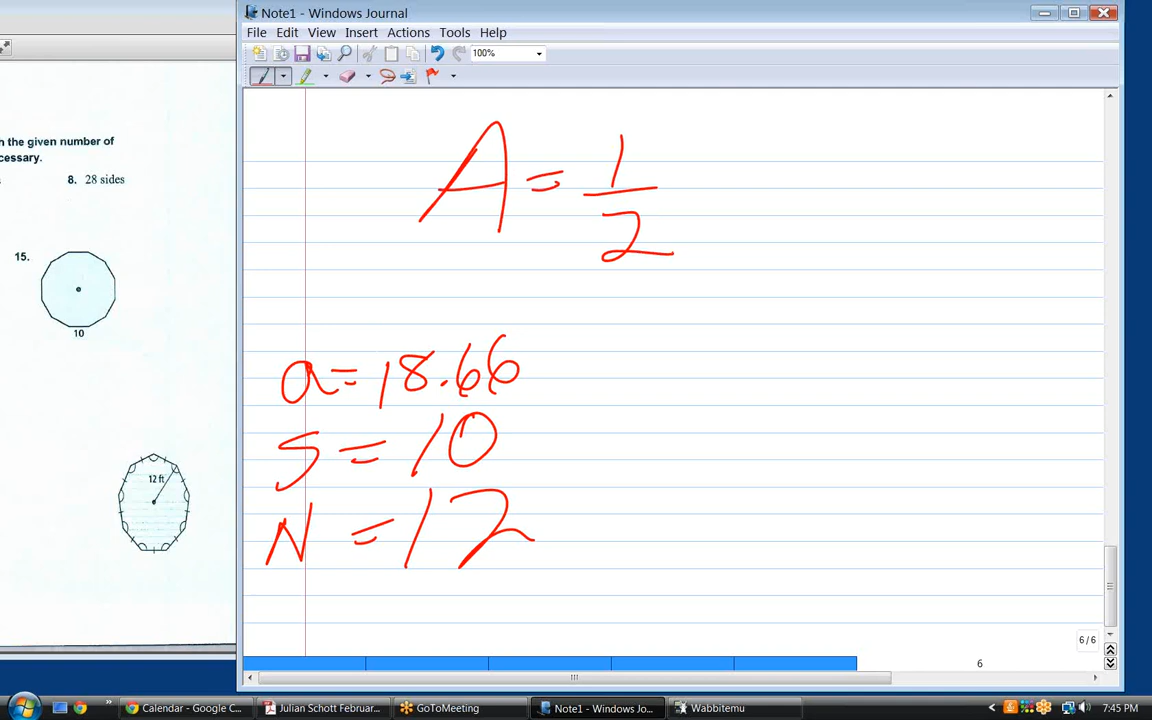 Note1 - Windows Journal
File Edit View Insert Actions Tools Help
100%
h the given number of
cessary.
8. 28 sides
15.
10
12 ft
A = 1/2
a = 18.66
S = 10
N = 12
6/6
6
Calendar - Google C...
Julian Schott Februar...
GoToMeeting
Note1 - Windows Jo...
Wabbitemu
7:45 PM